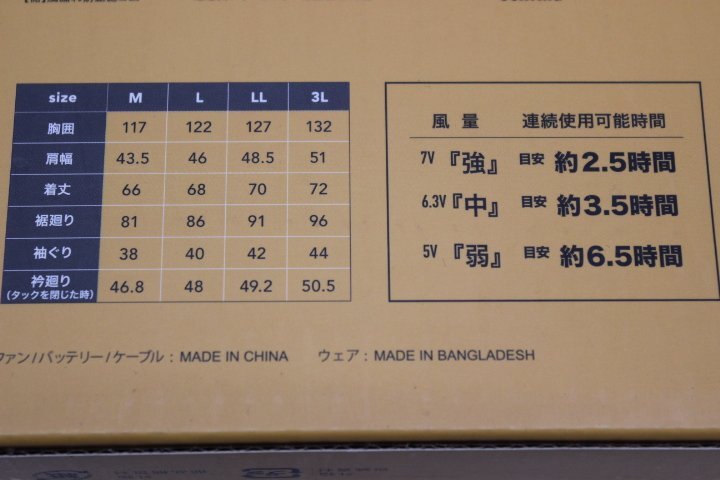 size M L LL 3L
胸囲 117 122 127 132
肩幅 43.5 46 48.5 51
着丈 66 68 70 72
裾廻り 81 86 91 96
袖ぐり 38 40 42 44
衿廻り 46.8 48 49.2 50.5
(タックを閉じた時)
風量 連続使用可能時間
7V 『強』 目安 約2.5時間
6.3V 『中』 目安 約3.5時間
5V 『弱』 目安 約6.5時間
ファン/バッテリー/ケーブル : MADE IN CHINA ウェア : MADE IN BANGLADESH